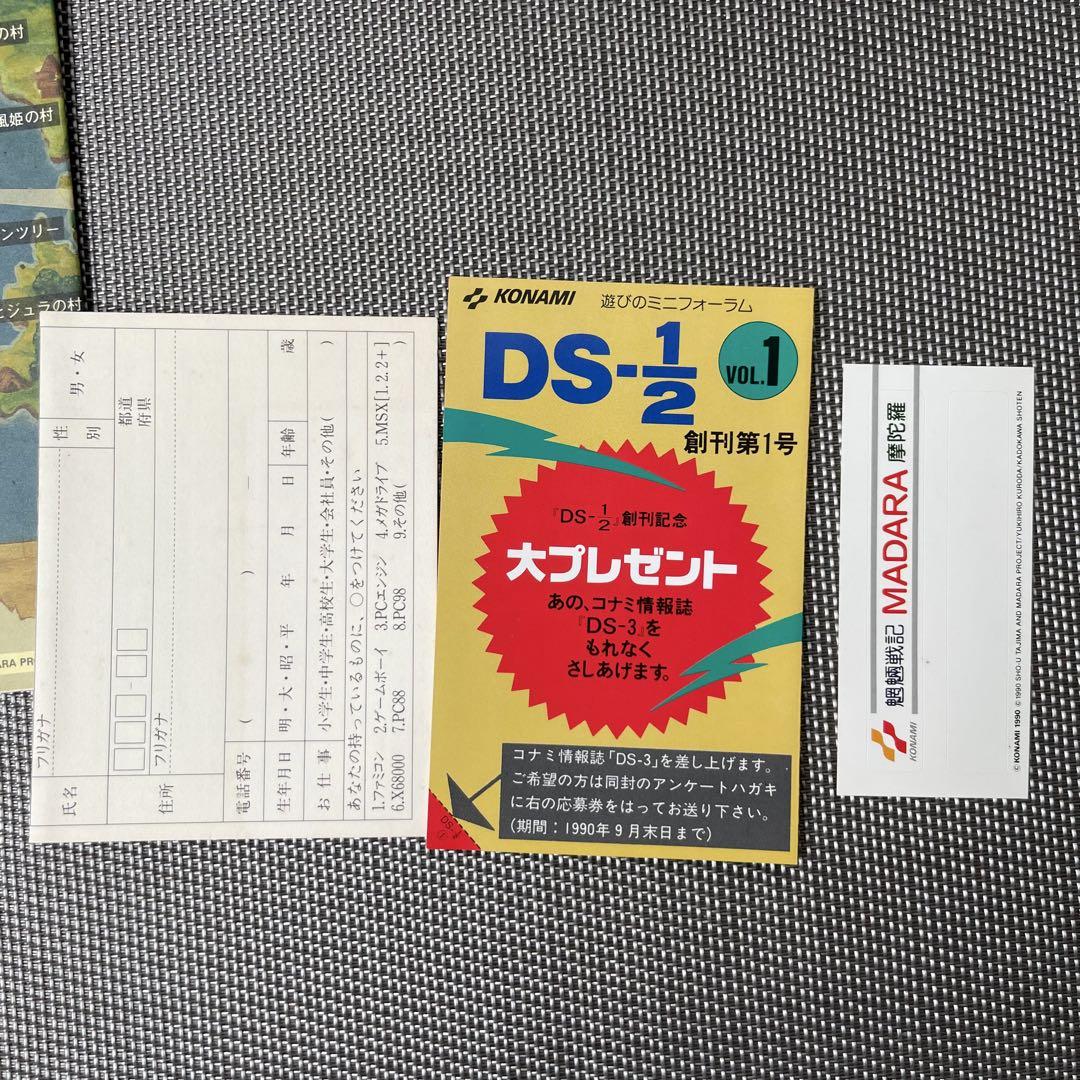 の村
風姫の村
ンツリー
ヒジュラの村
フリガナ
氏名
性別
男・女
フリガナ
住所
都道府県
電話番号 ( ) －
生年月日 明・大・昭・平 年 月 日 年齢 歳
お仕事 小学生・中学生・高校生・大学生・会社員・その他( )
あなたの持っているものに、○をつけてください
1.ファミコン 2.ゲームボーイ 3.PCエンジン 4.メガドライブ 5.MSX[1.2.2+]
6.X68000 7.PC88 8.PC98 9.その他( )
KONAMI 遊びのミニフォーラム
DS-1/2 VOL.1
創刊第1号
『DS-1/2』創刊記念
大プレゼント
あの、コナミ情報誌
『DS-3』を
もれなく
さしあげます。
コナミ情報誌「DS-3」を差し上げます。
ご希望の方は同封のアンケートハガキ
に右の応募券をはってお送り下さい。
(期間：1990年9月末日まで)
KONAMI
魍魎戦記 MADARA 摩陀羅
© KONAMI 1990 © 1990 SHO-U TAJIMA AND MADARA PROJECT/YUKIHIRO KURODA/KADOKAWA SHOTEN